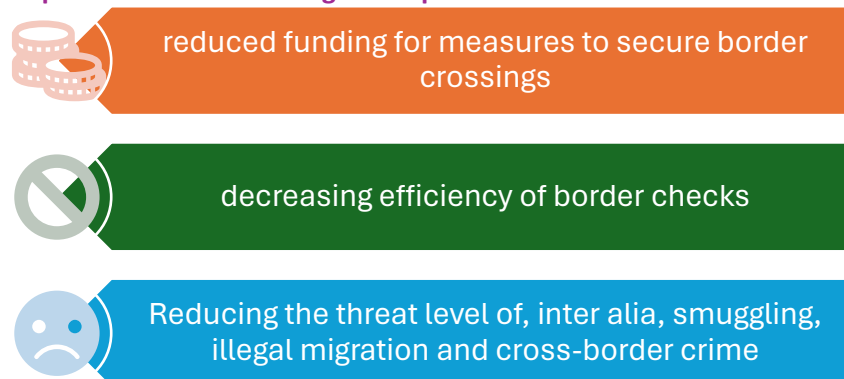 reduced funding for measures to secure border
crossings
decreasing efficiency of border checks
Reducing the threat level of, inter alia, smuggling,
illegal migration and cross-border crime